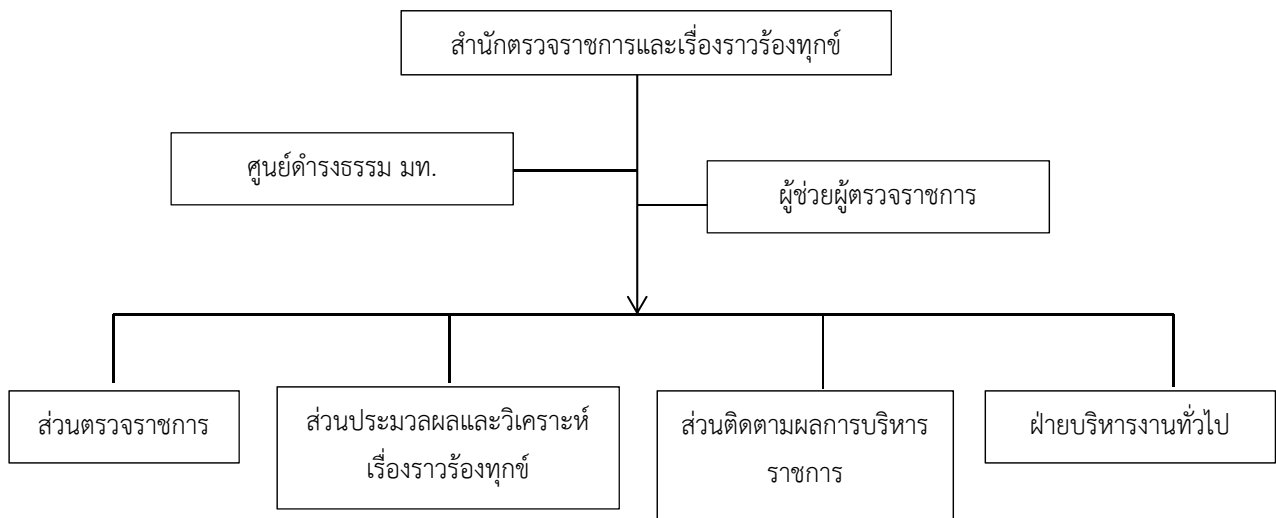 สำนักตรวจราชการและเรื่องราวร้องทุกข์
ศูนย์ดำรงธรรม มท.
ผู้ช่วยผู้ตรวจราชการ
ส่วนตรวจราชการ
ส่วนประมวลผลและวิเคราะห์
เรื่องราวร้องทุกข์
ส่วนติดตามผลการบริหาร
ราชการ
ฝ่ายบริหารงานทั่วไป